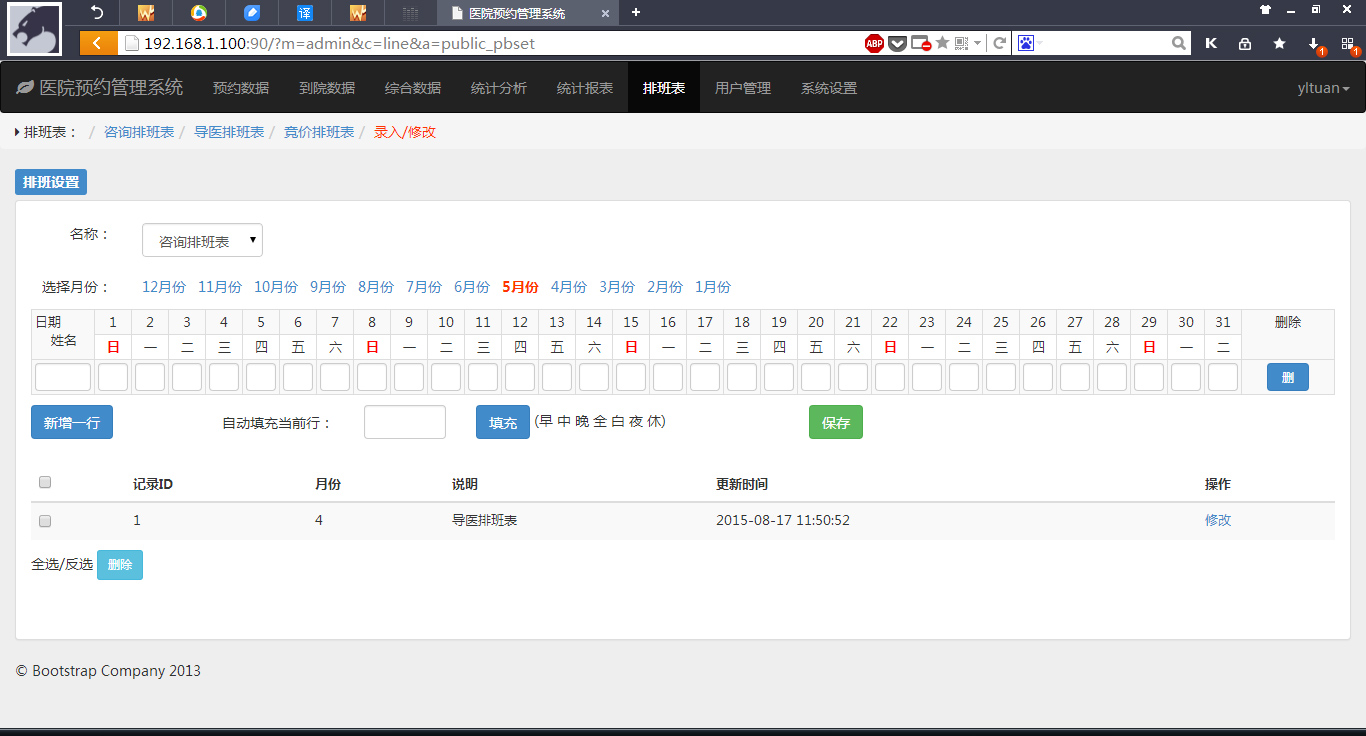 医院预约管理系统
192.168.1.100:90/?m=admin&c=line&a=public_pbset
ABP
K
1
1
译
医院预约管理系统 预约数据 到院数据 综合数据 统计分析 统计报表 排班表 用户管理 系统设置 yltuan
排班表： / 咨询排班表 / 导医排班表 / 竞价排班表 / 录入/修改
排班设置
名称： 咨询排班表
选择月份： 12月份 11月份 10月份 9月份 8月份 7月份 6月份 5月份 4月份 3月份 2月份 1月份
日期 1 2 3 4 5 6 7 8 9 10 11 12 13 14 15 16 17 18 19 20 21 22 23 24 25 26 27 28 29 30 31 删除
姓名 日 一 二 三 四 五 六 日 一 二 三 四 五 六 日 一 二 三 四 五 六 日 一 二 三 四 五 六 日 一 二
删
新增一行 自动填充当前行： 填充 (早 中 晚 全 白 夜 休) 保存
记录ID 月份 说明 更新时间 操作
1 4 导医排班表 2015-08-17 11:50:52 修改
全选/反选 删除
© Bootstrap Company 2013